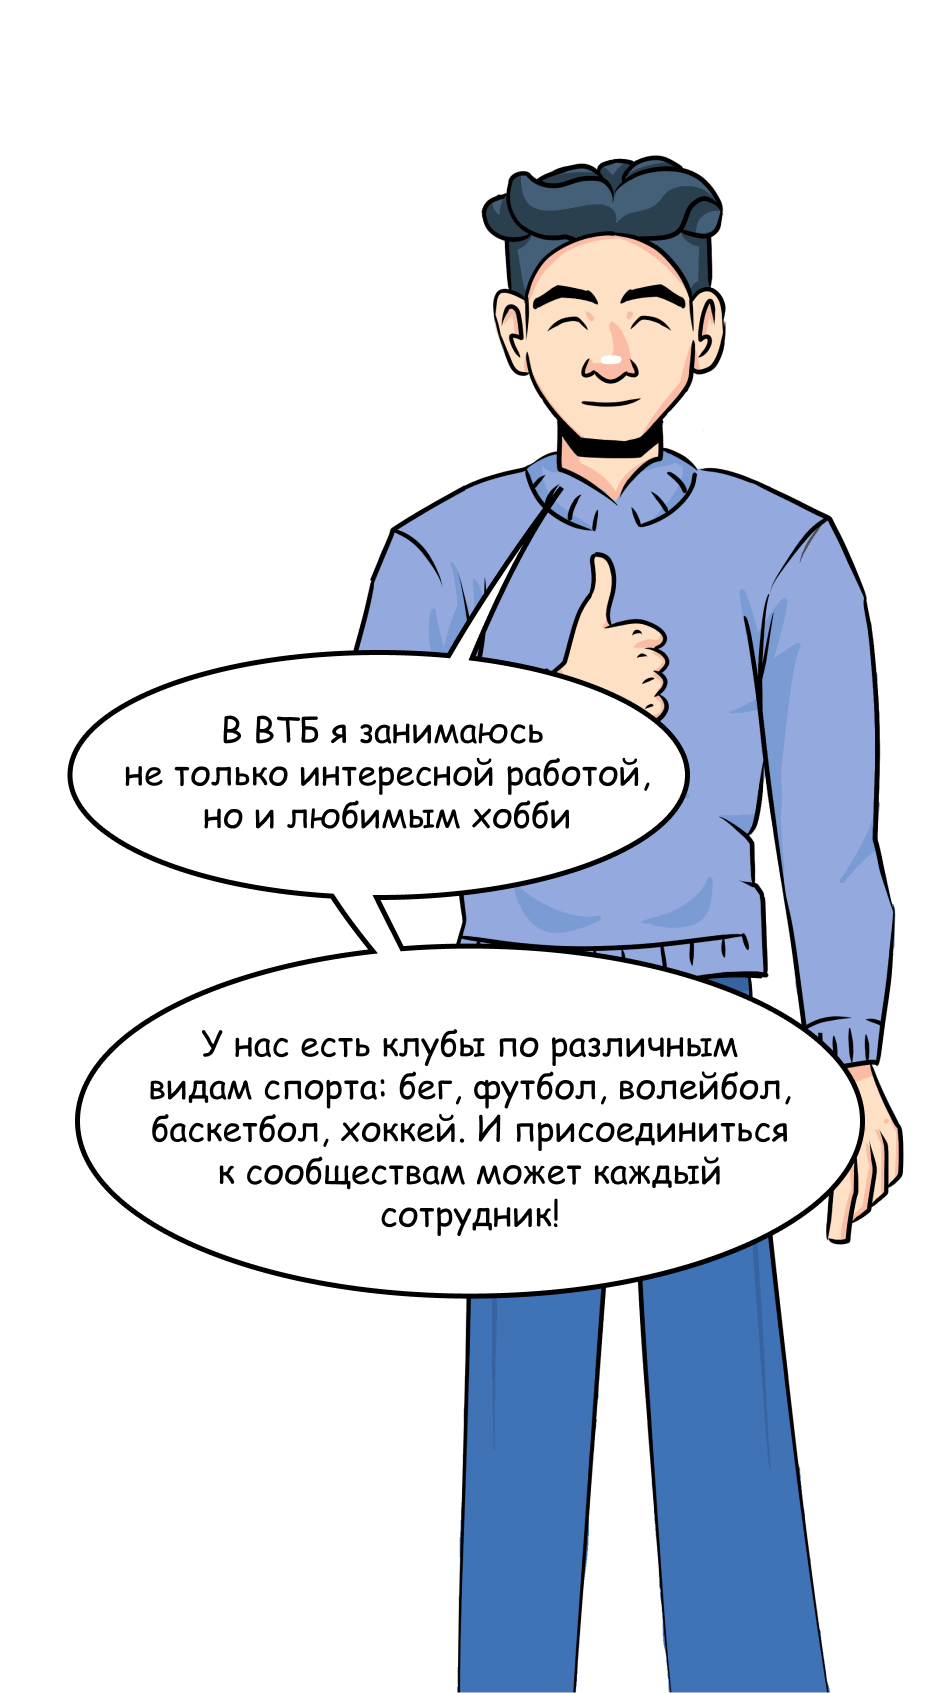 В ВТБ я занимаюсь
не только интересной работой,
но и любимым хобби
У нас есть клубы по различным
видам спорта: бег, футбол, волейбол,
баскетбол, хоккей. И присоединиться
к сообществам может каждый
сотрудник!